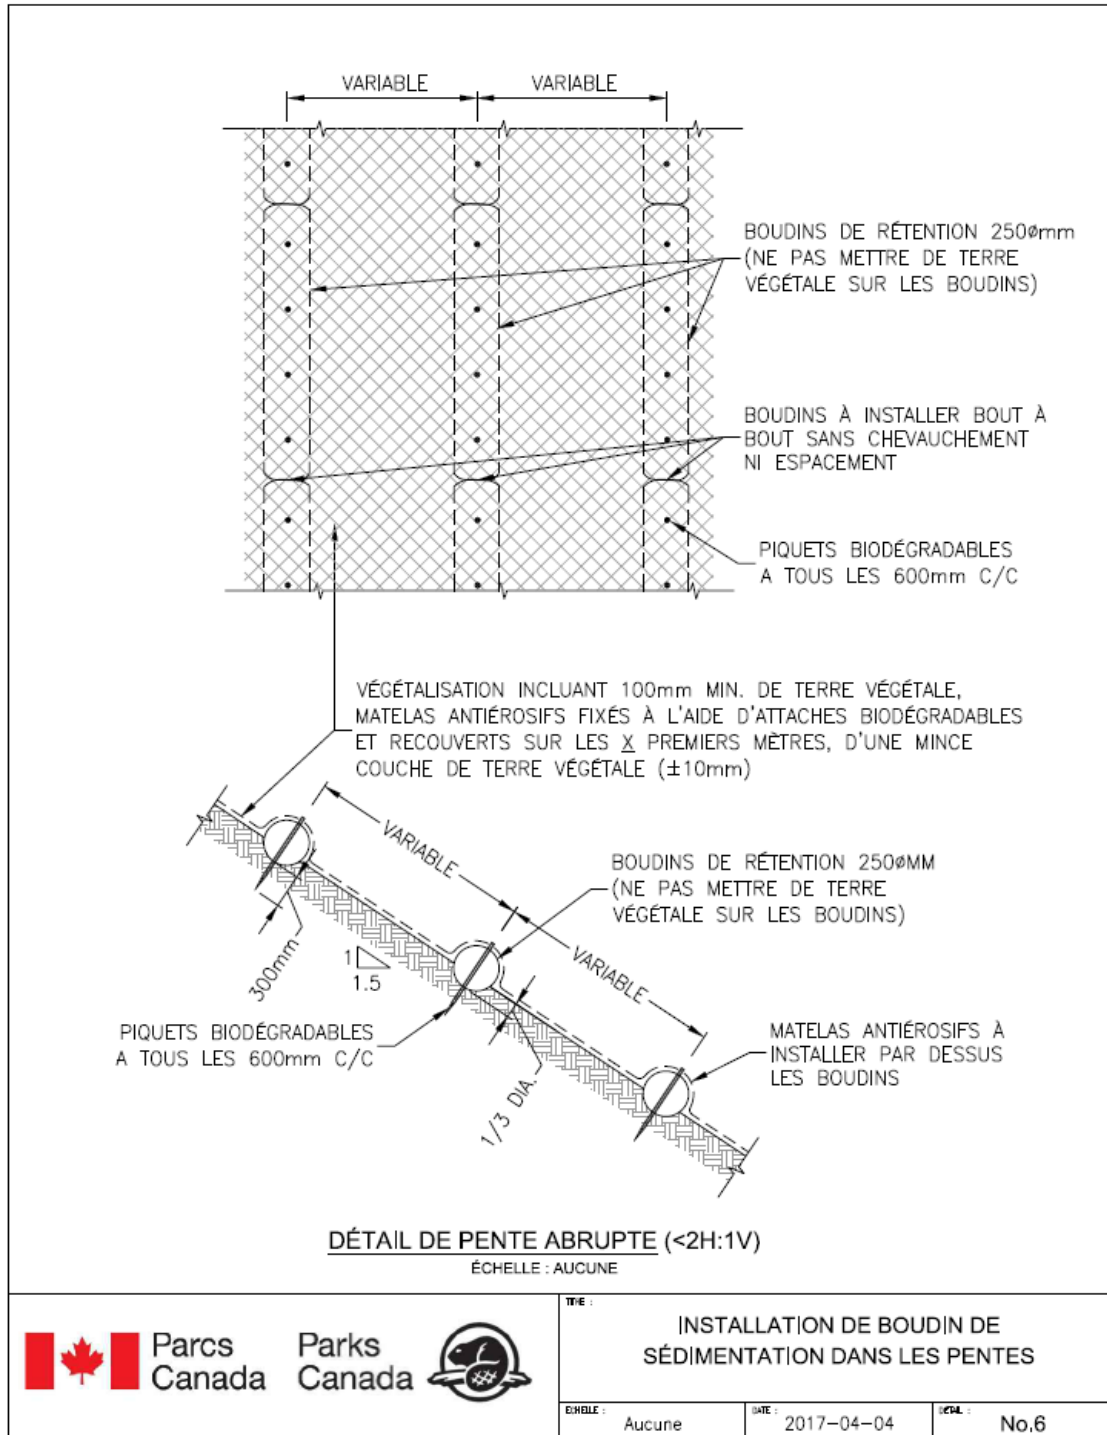 VARIABLE
VARIABLE
BOUDINS DE RÉTENTION 250ømm
(NE PAS METTRE DE TERRE
VÉGÉTALE SUR LES BOUDINS)
BOUDINS À INSTALLER BOUT À
BOUT SANS CHEVAUCHEMENT
NI ESPACEMENT
PIQUETS BIODÉGRADABLES
A TOUS LES 600mm C/C
VÉGÉTALISATION INCLUANT 100mm MIN. DE TERRE VÉGÉTALE,
MATELAS ANTIÉROSIFS FIXÉS À L'AIDE D'ATTACHES BIODÉGRADABLES
ET RECOUVERTS SUR LES X PREMIERS MÈTRES, D'UNE MINCE
COUCHE DE TERRE VÉGÉTALE (±10mm)
VARIABLE
BOUDINS DE RÉTENTION 250øMM
(NE PAS METTRE DE TERRE
VÉGÉTALE SUR LES BOUDINS)
VARIABLE
300mm
1
1.5
PIQUETS BIODÉGRADABLES
A TOUS LES 600mm C/C
1/3 DIA.
MATELAS ANTIÉROSIFS À
INSTALLER PAR DESSUS
LES BOUDINS
DÉTAIL DE PENTE ABRUPTE (<2H:1V)
ÉCHELLE : AUCUNE
Parcs
Canada
Parks
Canada
TITRE :
INSTALLATION DE BOUDIN DE
SÉDIMENTATION DANS LES PENTES
ECHELLE :
Aucune
DATE :
2017-04-04
DETAIL :
No.6